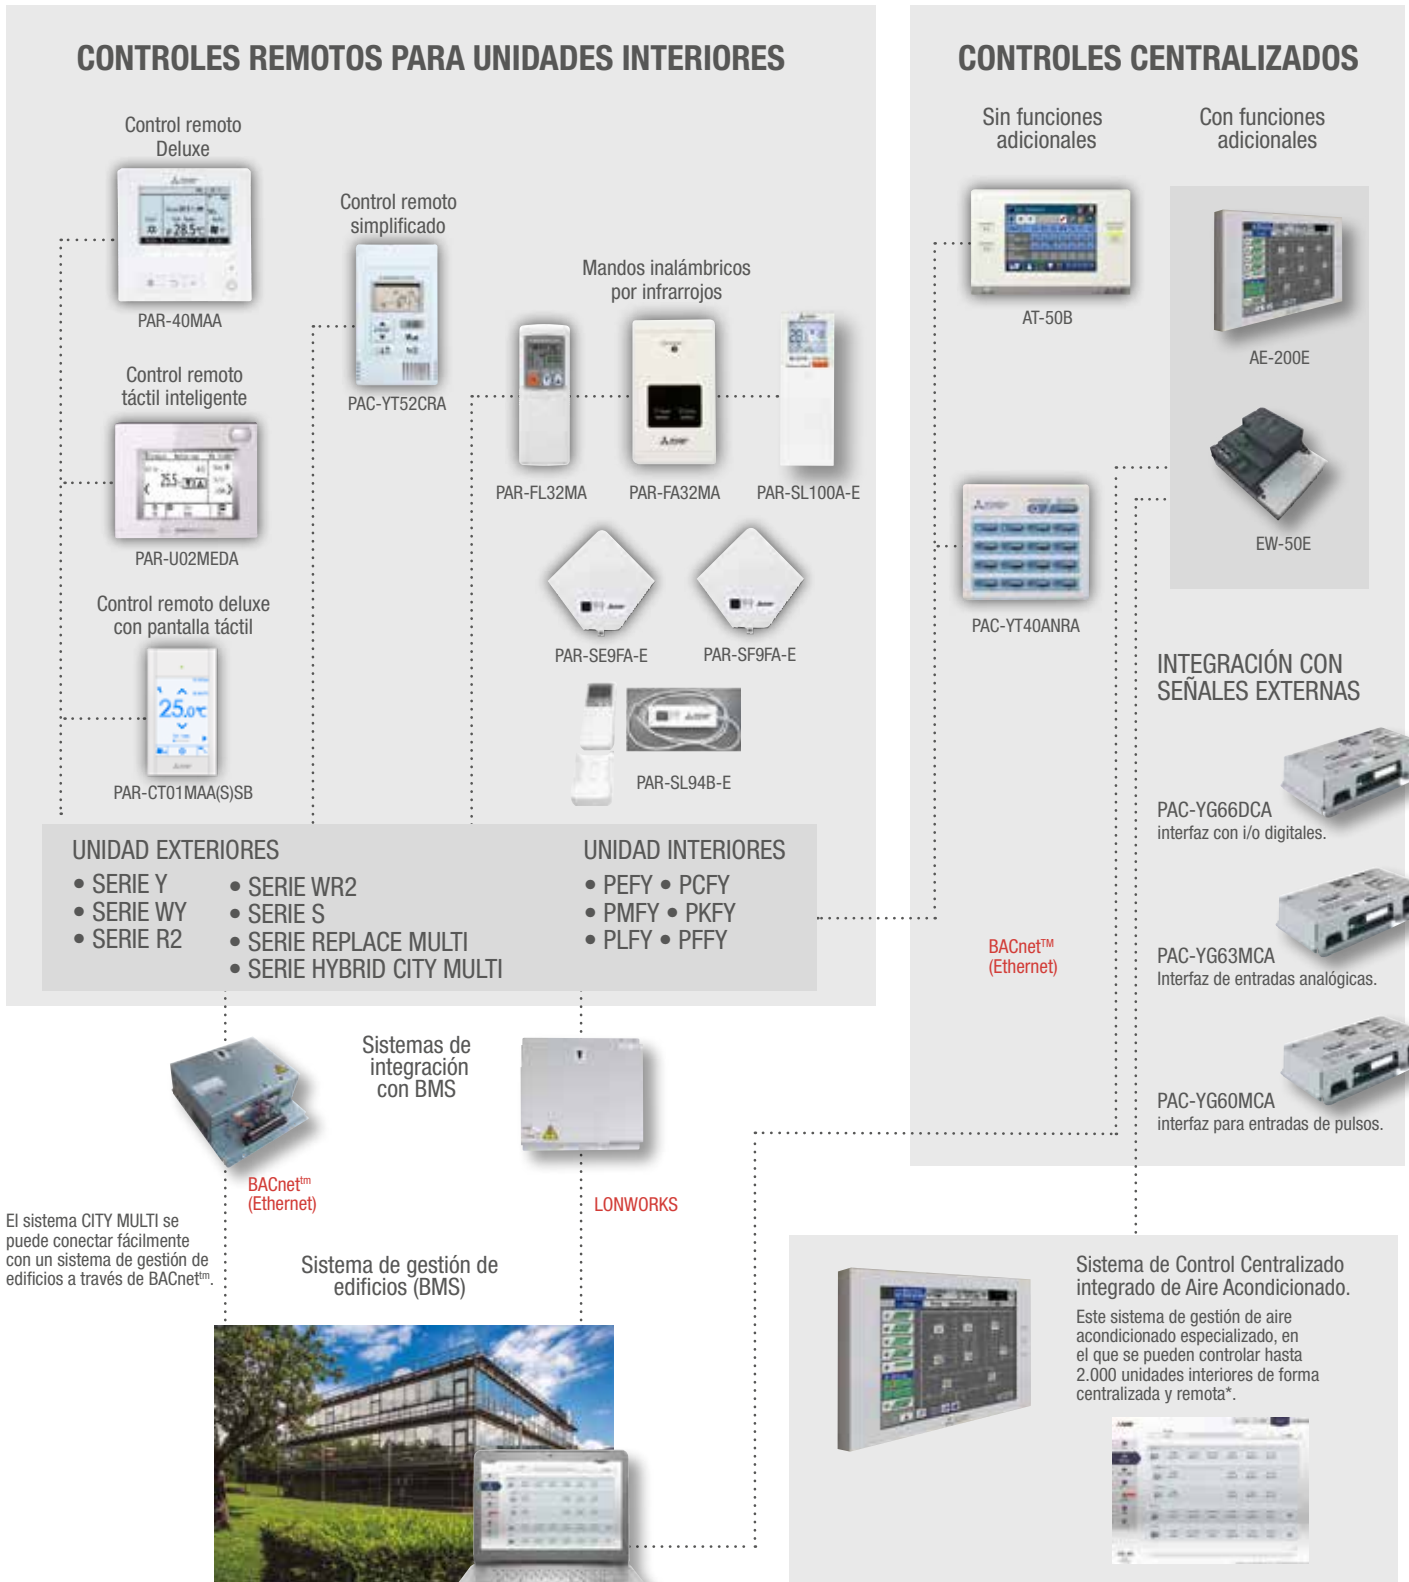 CONTROLES REMOTOS PARA UNIDADES INTERIORES
Control remoto
Deluxe
28.5
PAR-40MAA
Control remoto
simplificado
PAC-YT52CRA
Mandos inalámbricos
por infrarrojos
PAR-FL32MA
PAR-FA32MA
PAR-SL100A-E
Control remoto
táctil inteligente
25.5
PAR-U02MEDA
PAR-SE9FA-E
PAR-SF9FA-E
Control remoto deluxe
con pantalla táctil
25.0℃
PAR-CT01MAA(S)SB
PAR-SL94B-E
UNIDAD EXTERIORES
• SERIE Y
• SERIE WY
• SERIE R2
• SERIE WR2
• SERIE S
• SERIE REPLACE MULTI
• SERIE HYBRID CITY MULTI
UNIDAD INTERIORES
• PEFY • PCFY
• PMFY • PKFY
• PLFY • PFFY
CONTROLES CENTRALIZADOS
Sin funciones
adicionales
Con funciones
adicionales
AT-50B
AE-200E
EW-50E
PAC-YT40ANRA
INTEGRACIÓN CON
SEÑALES EXTERNAS
PAC-YG66DCA
interfaz con i/o digitales.
BACnet™
(Ethernet)
PAC-YG63MCA
Interfaz de entradas analógicas.
PAC-YG60MCA
interfaz para entradas de pulsos.
Sistemas de
integración
con BMS
BACnet™
(Ethernet)
LONWORKS
El sistema CITY MULTI se
puede conectar fácilmente
con un sistema de gestión de
edificios a través de BACnet™.
Sistema de gestión de
edificios (BMS)
Sistema de Control Centralizado
integrado de Aire Acondicionado.
Este sistema de gestión de aire
acondicionado especializado, en
el que se pueden controlar hasta
2.000 unidades interiores de forma
centralizada y remota*.